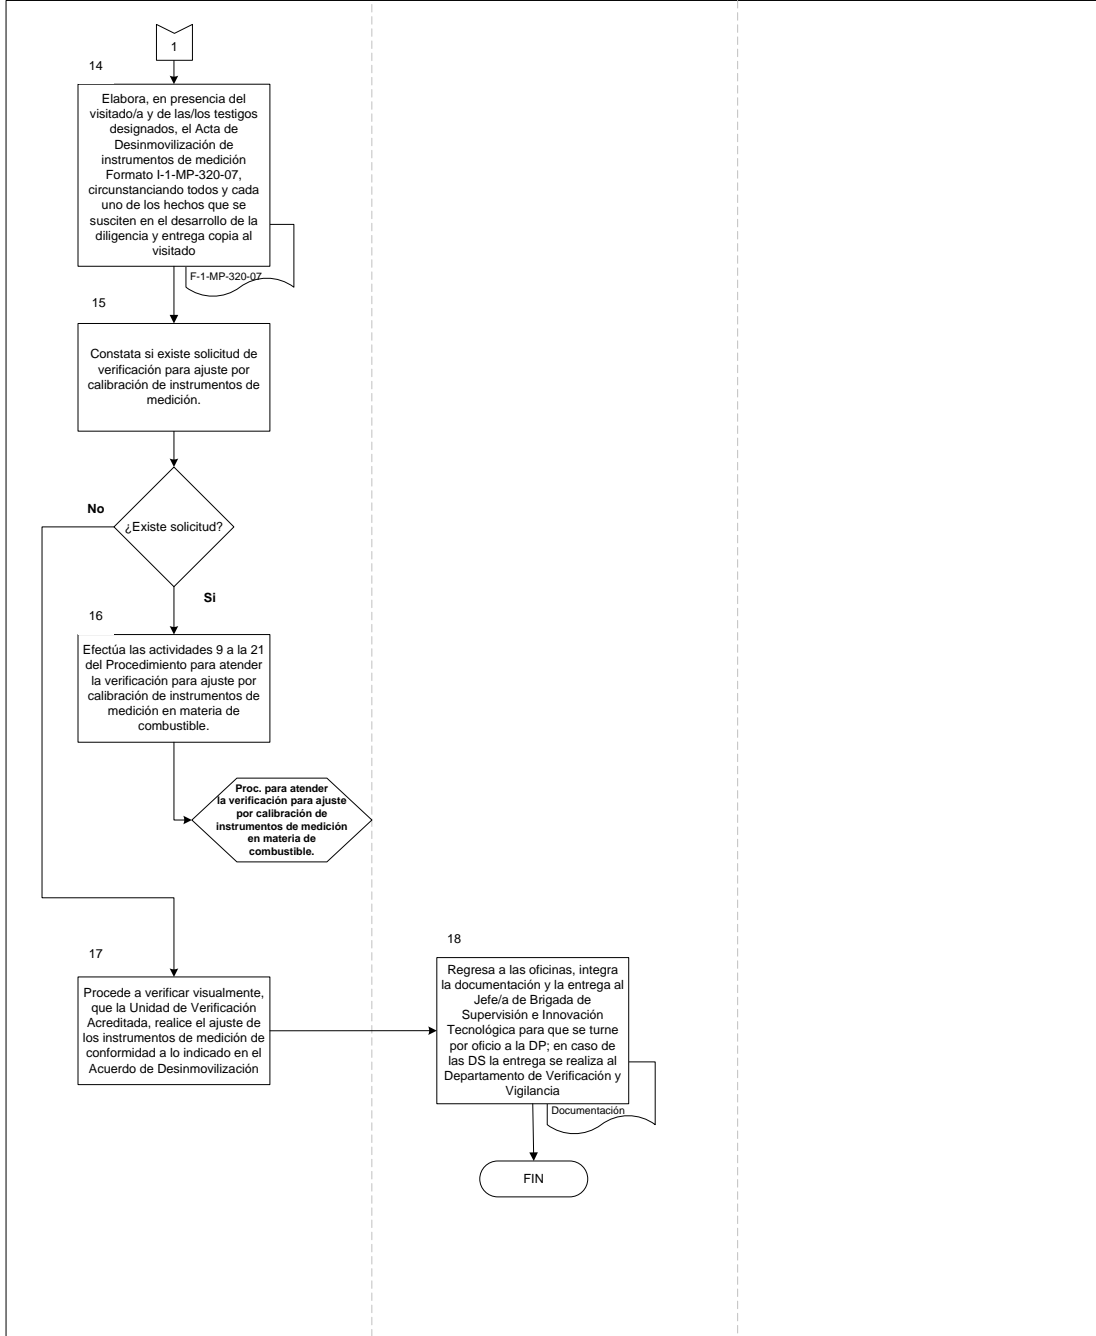 1
14
Elabora, en presencia del
visitado/a y de las/los testigos
designados, el Acta de
Desinmovilización de
instrumentos de medición
Formato I-1-MP-320-07,
circunstanciando todos y cada
uno de los hechos que se
susciten en el desarrollo de la
diligencia y entrega copia al
visitado
F-1-MP-320-07
15
Constata si existe solicitud de
verificación para ajuste por
calibración de instrumentos de
medición.
No
¿Existe solicitud?
Si
16
Efectúa las actividades 9 a la 21
del Procedimiento para atender
la verificación para ajuste por
calibración de instrumentos de
medición en materia de
combustible.
Proc. para atender
la verificación para ajuste
por calibración de
instrumentos de medición
en materia de
combustible.
17
Procede a verificar visualmente,
que la Unidad de Verificación
Acreditada, realice el ajuste de
los instrumentos de medición de
conformidad a lo indicado en el
Acuerdo de Desinmovilización
18
Regresa a las oficinas, integra
la documentación y la entrega al
Jefe/a de Brigada de
Supervisión e Innovación
Tecnológica para que se turne
por oficio a la DP; en caso de
las DS la entrega se realiza al
Departamento de Verificación y
Vigilancia
Documentación
FIN